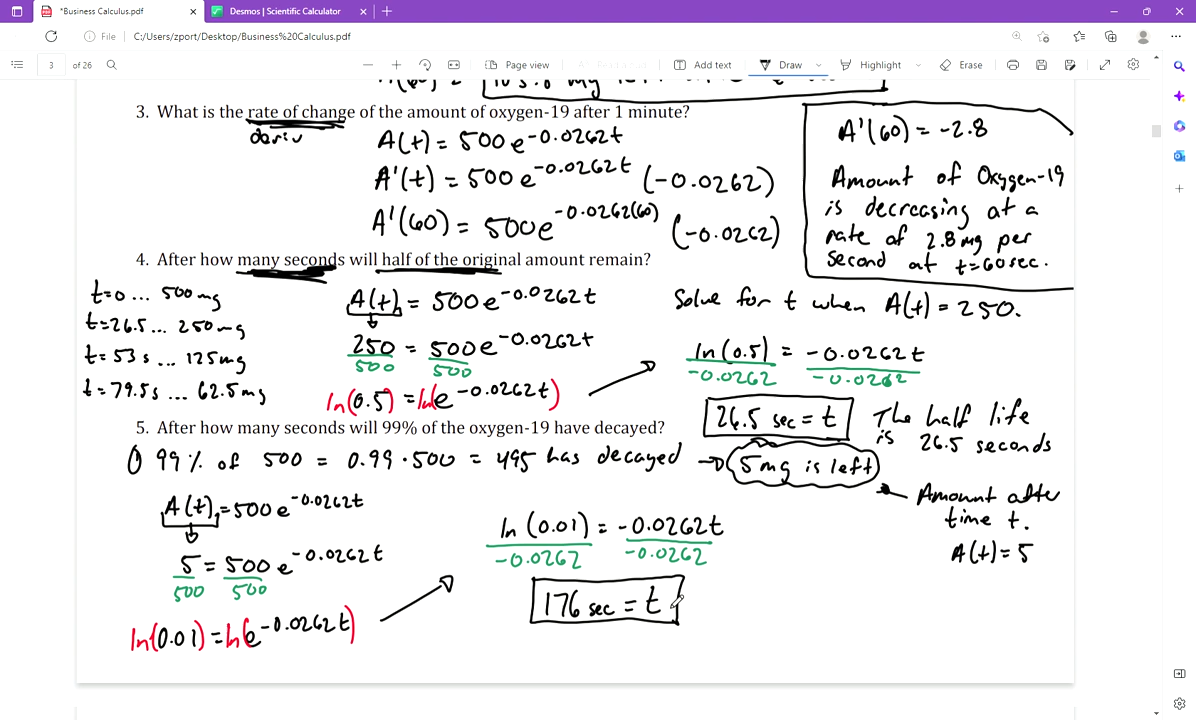 *Business Calculus.pdf
Desmos | Scientific Calculator
File C:/Users/zport/Desktop/Business%20Calculus.pdf
3 of 26
Page view
Add text
Draw
Highlight
Erase
3. What is the rate of change of the amount of oxygen-19 after 1 minute?
deriv
A(t) = 500e^-0.0262t
A'(t) = 500e^-0.0262t (-0.0262)
A'(60) = 500e^-0.0262(60) (-0.0262)
A'(60) = -2.8
Amount of Oxygen-19
is decreasing at a
rate of 2.8mg per
second at t=60sec.
4. After how many seconds will half of the original amount remain?
t=0 ... 500mg
t=26.5... 250mg
t=53s ... 125mg
t=79.5s ... 62.5mg
A(t) = 500e^-0.0262t
250 = 500e^-0.0262t
500 500
ln(0.5) = ln(e^-0.0262t)
Solve for t when A(t) = 250.
ln(0.5) = -0.0262t
-0.0262 -0.0262
26.5 sec = t
The half life
is 26.5 seconds
5. After how many seconds will 99% of the oxygen-19 have decayed?
① 99% of 500 = 0.99·500 = 495 has decayed → 5mg is left
Amount after
time t.
A(t)=5
A(t) = 500e^-0.0262t
5 = 500e^-0.0262t
500 500
ln(0.01) = ln(e^-0.0262t)
ln(0.01) = -0.0262t
-0.0262 -0.0262
176 sec = t